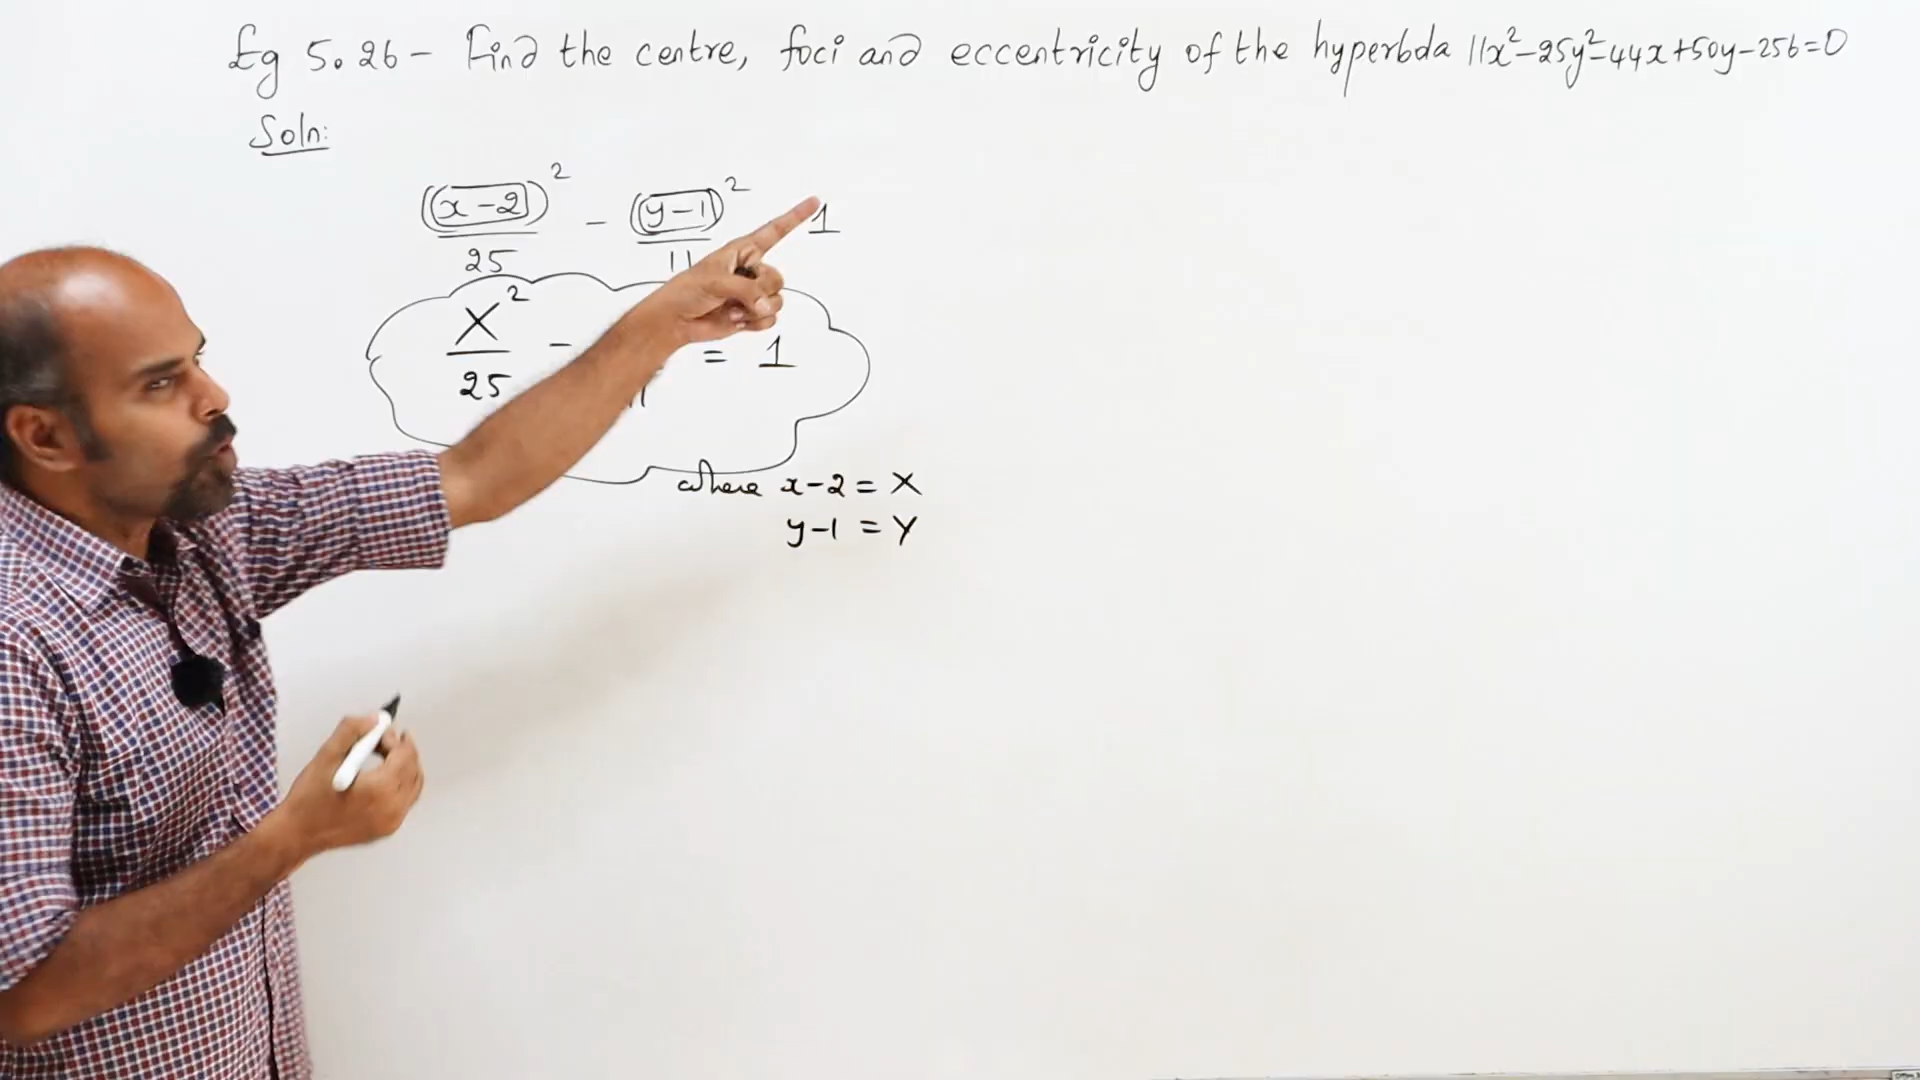 Eg 5.26 - Find the centre, foci and eccentricity of the hyperbola 11x²-25y²-44x+50y-256=0
Soln:
((x-2))²/25 - ((y-1))²/11 1
X²/25 - = 1
where x-2 = X
y-1 = Y